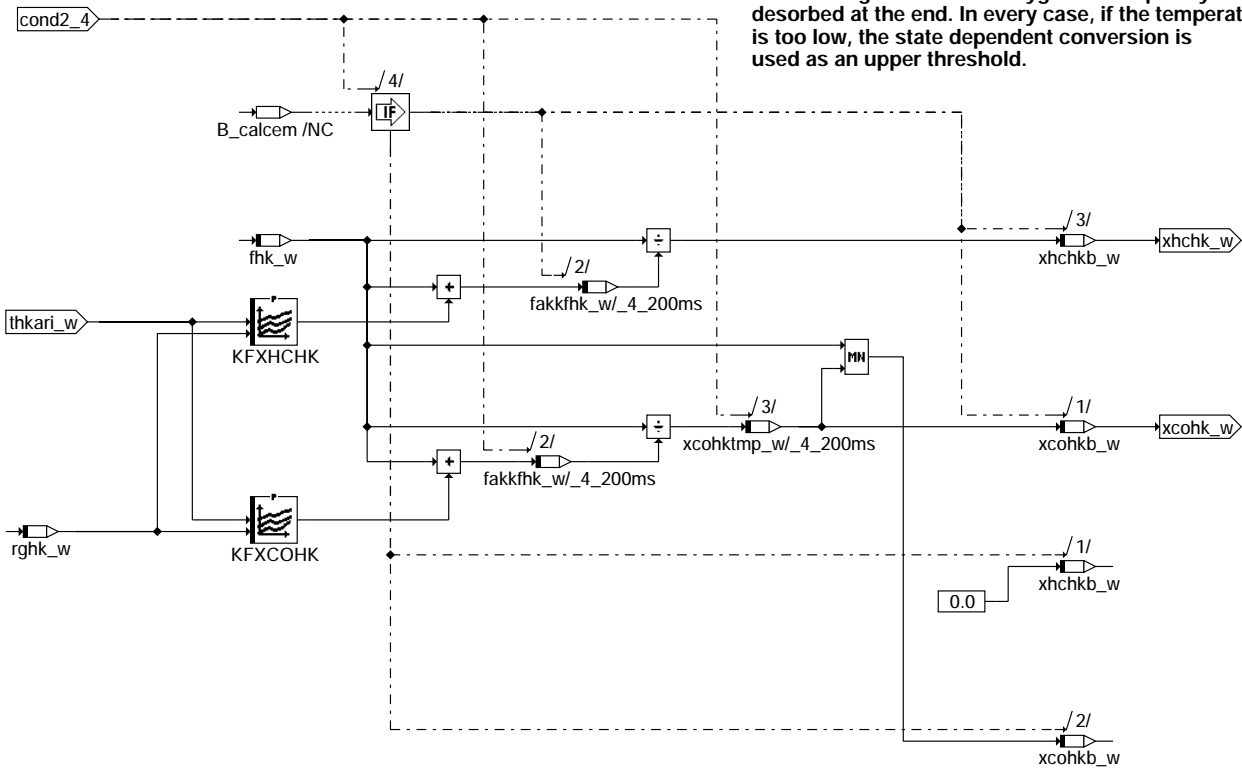 desorbed at the end. In every case, if the temperat
is too low, the state dependent conversion is
used as an upper threshold.
cond2_4
/4/
IF
B_calcem /NC
/3/
fhk_w
÷
xhchkb_w
xhchk_w
/2/
+
fakkfhk_w/_4_200ms
thkari_w
P
KFXHCHK
MN
/3/
/1/
÷
xcohktmp_w/_4_200ms
xcohkb_w
xcohk_w
/2/
+
fakkfhk_w/_4_200ms
P
rghk_w
KFXCOHK
/1/
xhchkb_w
0.0
/2/
xcohkb_w